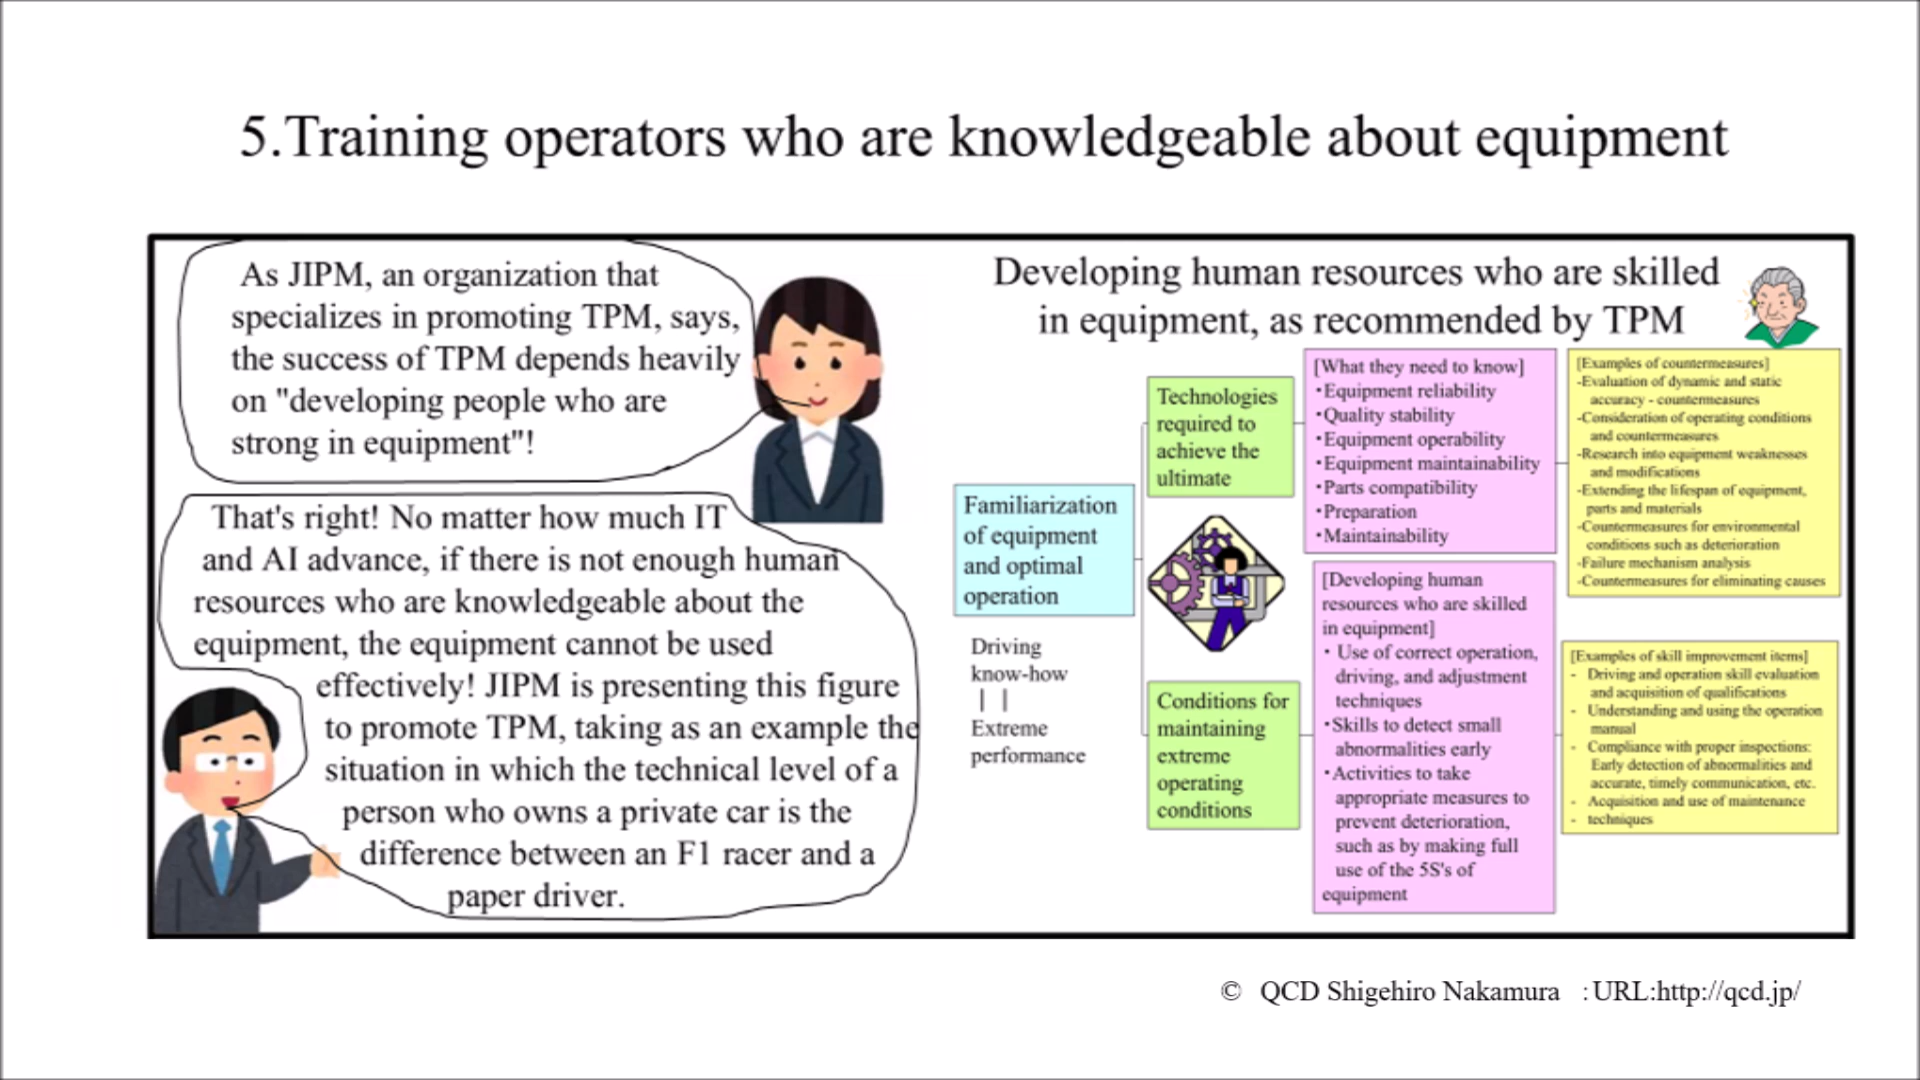 5.Training operators who are knowledgeable about equipment
As JIPM, an organization that
specializes in promoting TPM, says,
the success of TPM depends heavily
on "developing people who are
strong in equipment"!
That's right! No matter how much IT
and AI advance, if there is not enough human
resources who are knowledgeable about the
equipment, the equipment cannot be used
effectively! JIPM is presenting this figure
to promote TPM, taking as an example the
situation in which the technical level of a
person who owns a private car is the
difference between an F1 racer and a
paper driver.
Developing human resources who are skilled
in equipment, as recommended by TPM
Familiarization
of equipment
and optimal
operation
Driving
know-how
| |
Extreme
performance
Technologies
required to
achieve the
ultimate
[What they need to know]
・Equipment reliability
・Quality stability
・Equipment operability
・Equipment maintainability
・Parts compatibility
・Preparation
・Maintainability
[Examples of countermeasures]
-Evaluation of dynamic and static
accuracy - countermeasures
-Consideration of operating conditions
and countermeasures
-Research into equipment weaknesses
and modifications
-Extending the lifespan of equipment,
parts and materials
-Countermeasures for environmental
conditions such as deterioration
-Failure mechanism analysis
-Countermeasures for eliminating causes
Conditions for
maintaining
extreme
operating
conditions
[Developing human
resources who are skilled
in equipment]
・ Use of correct operation,
driving, and adjustment
techniques
・Skills to detect small
abnormalities early
・Activities to take
appropriate measures to
prevent deterioration,
such as by making full
use of the 5S's of
equipment
[Examples of skill improvement items]
- Driving and operation skill evaluation
and acquisition of qualifications
- Understanding and using the operation
manual
- Compliance with proper inspections:
Early detection of abnormalities and
accurate, timely communication, etc.
- Acquisition and use of maintenance
- techniques
© QCD Shigehiro Nakamura :URL:http://qcd.jp/